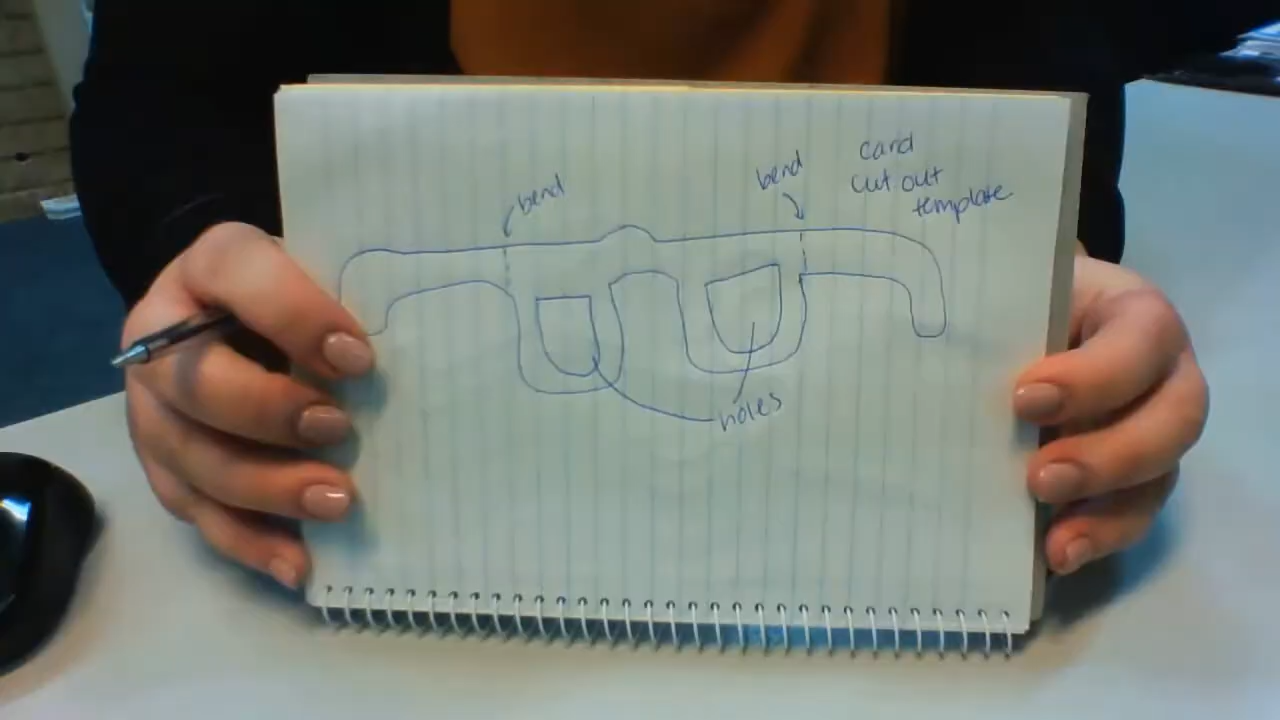 bend
bend
card
cut out
template
holes